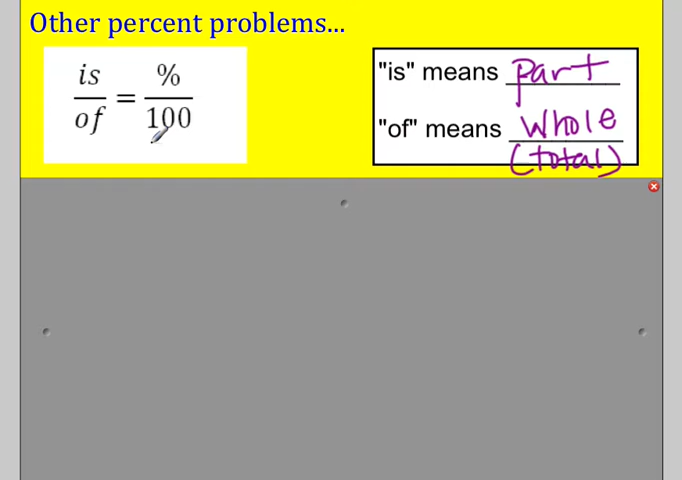 Other percent problems...
is
of
=
%
100
"is" means part
"of" means whole
(total)